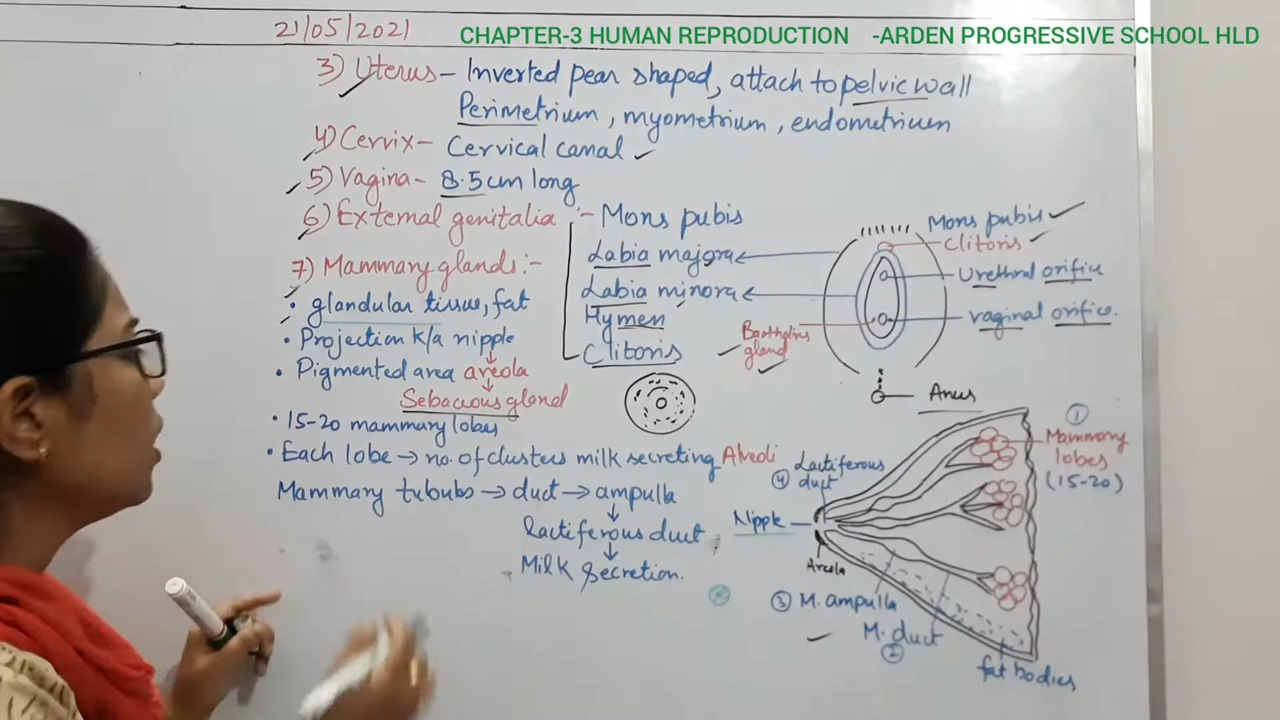 21/05/2021
CHAPTER-3 HUMAN REPRODUCTION -ARDEN PROGRESSIVE SCHOOL HLD
3) Uterus- Inverted pear shaped, attach to pelvic wall
Perimetrium, myometrium, endometrium
4) Cervix- Cervical canal
5) Vagina- 8.5cm long
6) External genitalia :- Mons pubis
Labia majora
Labia minora
Hymen
Clitoris
7) Mammary glands:-
• glandular tissue, fat
• Projection k/a nipple
• Pigmented area areola
↓
Sebaceous gland
• 15-20 mammary lobes
• Each lobe → no. of clusters milk secreting Alveoli
Mammary tububs → duct → ampulla
↓
Lactiferous duct
↓
Milk secretion.
Mons pubis
Clitoris
Urethral orifice
vaginal orifice.
Bartholins
gland
Anus
①
Mammary
lobes
(15-20)
④ Lactiferous
duct
Nipple
Areola
③ M. ampulla
M. duct
②
fat bodies